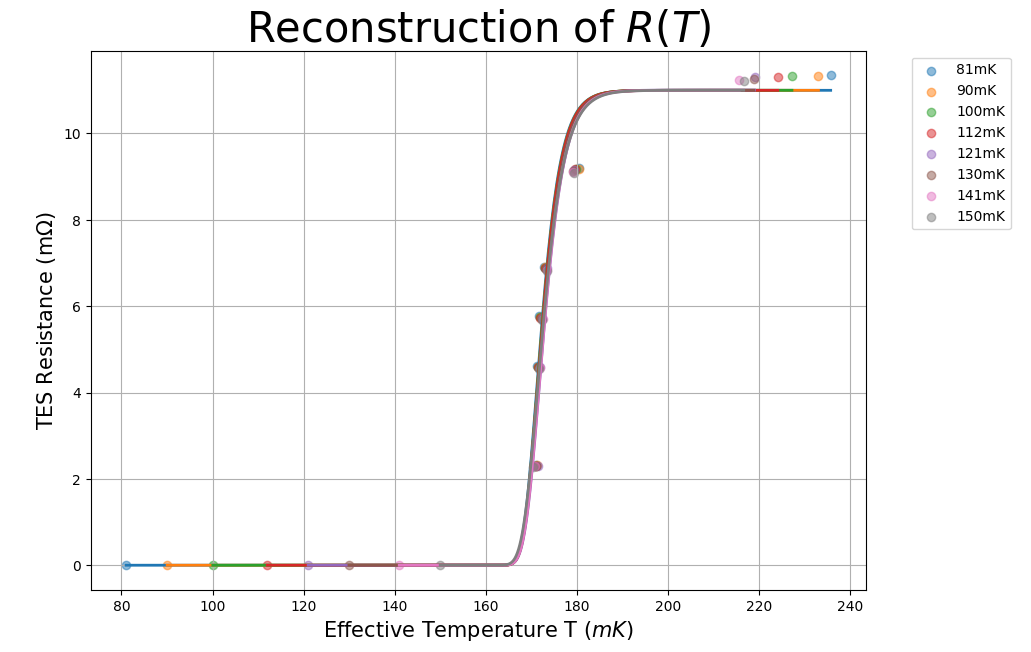 Reconstruction of R(T)
TES Resistance (mΩ)
10
8
6
4
2
0
80 100 120 140 160 180 200 220 240
Effective Temperature T (mK)
81mK
90mK
100mK
112mK
121mK
130mK
141mK
150mK